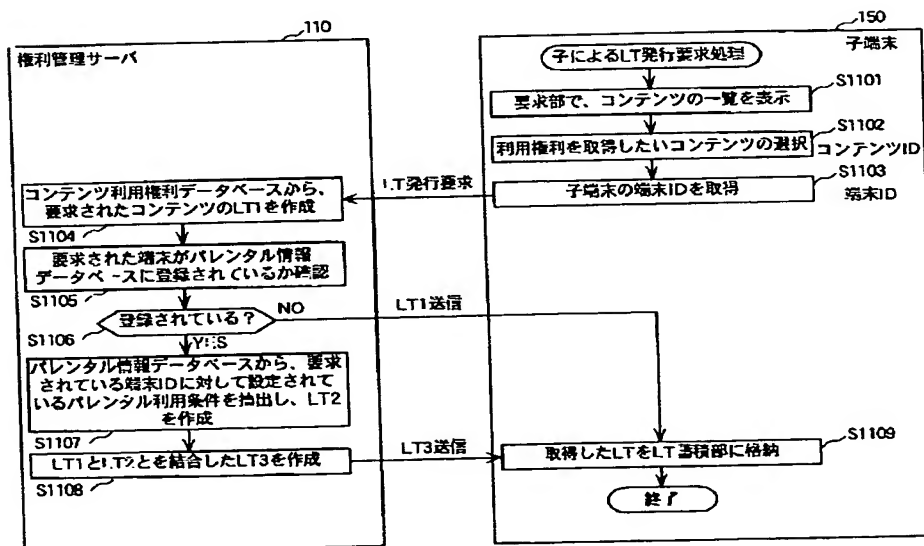 110
権利管理サーバ
150
子端末
子によるLT発行要求処理
S1101
要求部で、コンテンツの一覧を表示
S1102
利用権利を取得したいコンテンツの選択
コンテンツID
S1103
子端末の端末IDを取得
端末ID
LT発行要求
コンテンツ利用権利データベースから、
要求されたコンテンツのLT1を作成
S1104
要求された端末がパレンタル情報
データベースに登録されているか確認
S1105
登録されている？
S1106
NO
LT1送信
YES
パレンタル情報データベースから、要求
されている端末IDに対して設定されて
いるパレンタル利用条件を抽出し、LT2
を作成
S1107
LT1とLT2とを結合したLT3を作成
S1108
LT3送信
S1109
取得したLTをLT蓄積部に格納
終了